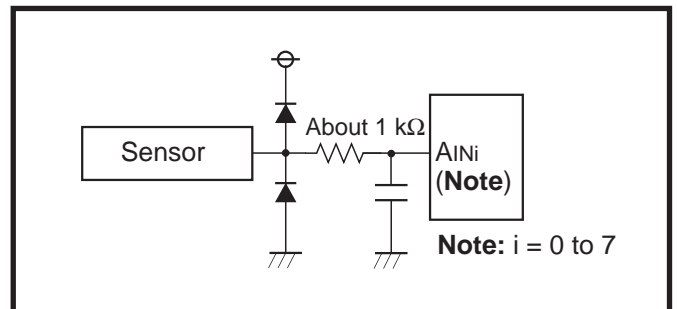 About 1 kΩ
Sensor
AINi
(Note)
Note: i = 0 to 7